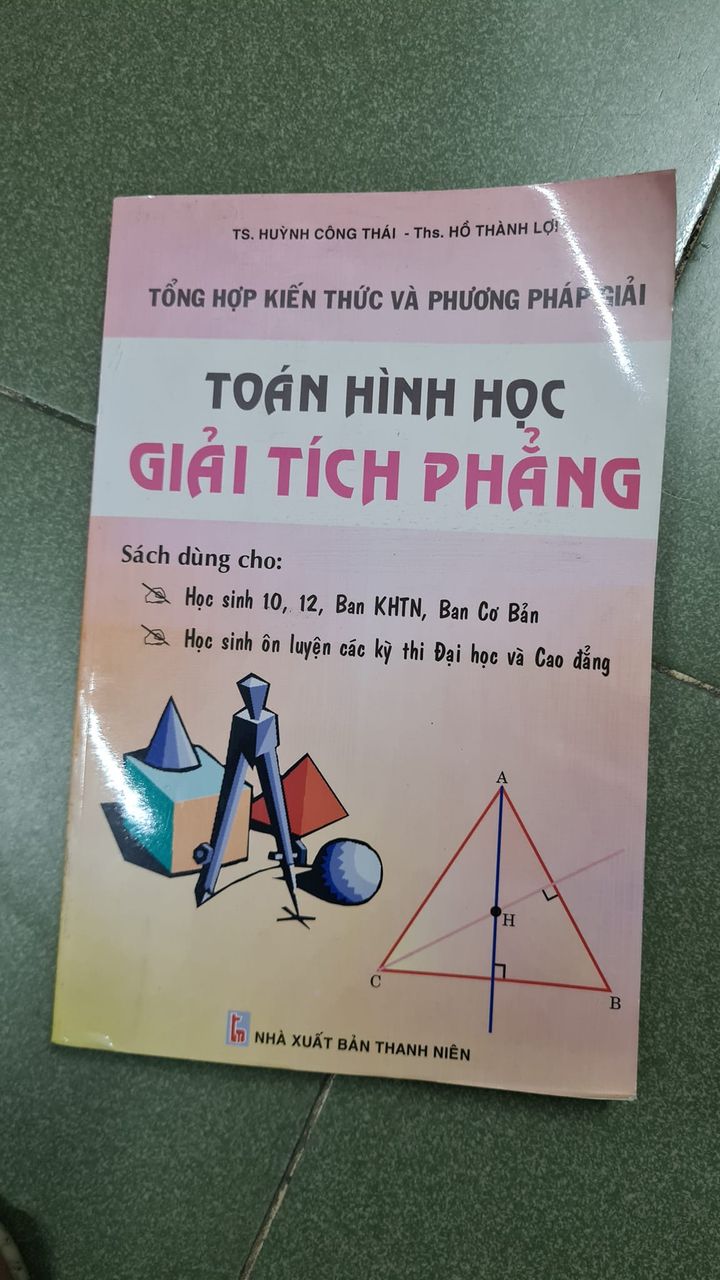 TS. HUỲNH CÔNG THÁI - Ths. HỒ THÀNH LỢI
TỔNG HỢP KIẾN THỨC VÀ PHƯƠNG PHÁP GIẢI
TOÁN HÌNH HỌC
GIẢI TÍCH PHẲNG
Sách dùng cho:
Học sinh 10, 12, Ban KHTN, Ban Cơ Bản
Học sinh ôn luyện các kỳ thi Đại học và Cao đẳng
A
H
C
B
NHÀ XUẤT BẢN THANH NIÊN